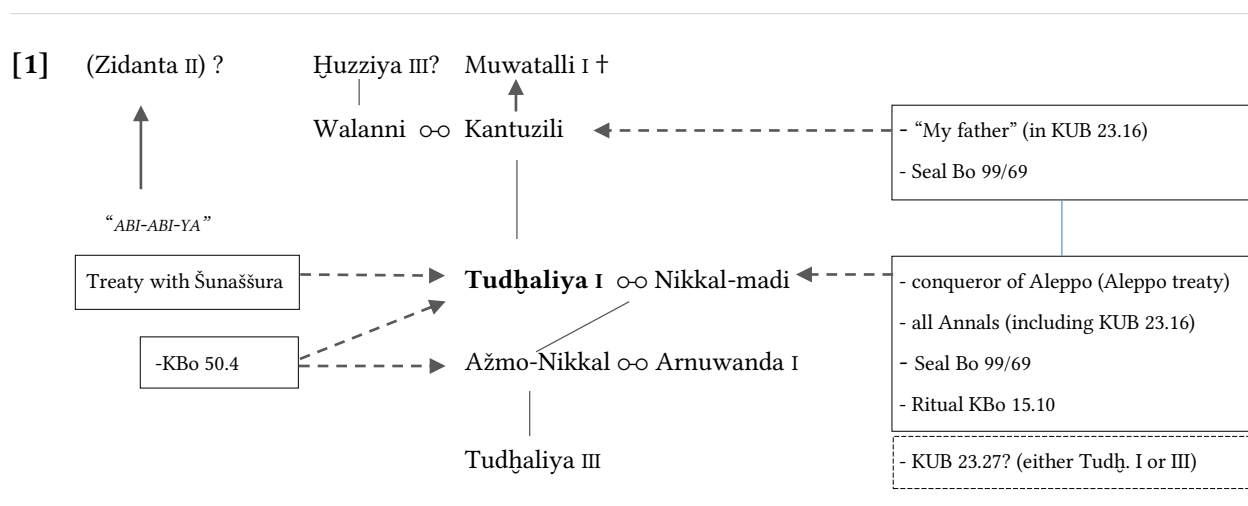 [1] (Zidanta II) ? Ḫuzziya III? Muwatalli I †
Walanni o-o Kantuzili
- “My father” (in KUB 23.16)
- Seal Bo 99/69
“ABI-ABI-YA”
Treaty with Šunaššura
Tudḫaliya I o-o Nikkal-madi
- conqueror of Aleppo (Aleppo treaty)
- all Annals (including KUB 23.16)
-KBo 50.4
Ažmo-Nikkal o-o Arnuwanda I
- Seal Bo 99/69
- Ritual KBo 15.10
Tudḫaliya III
- KUB 23.27? (either Tudḫ. I or III)